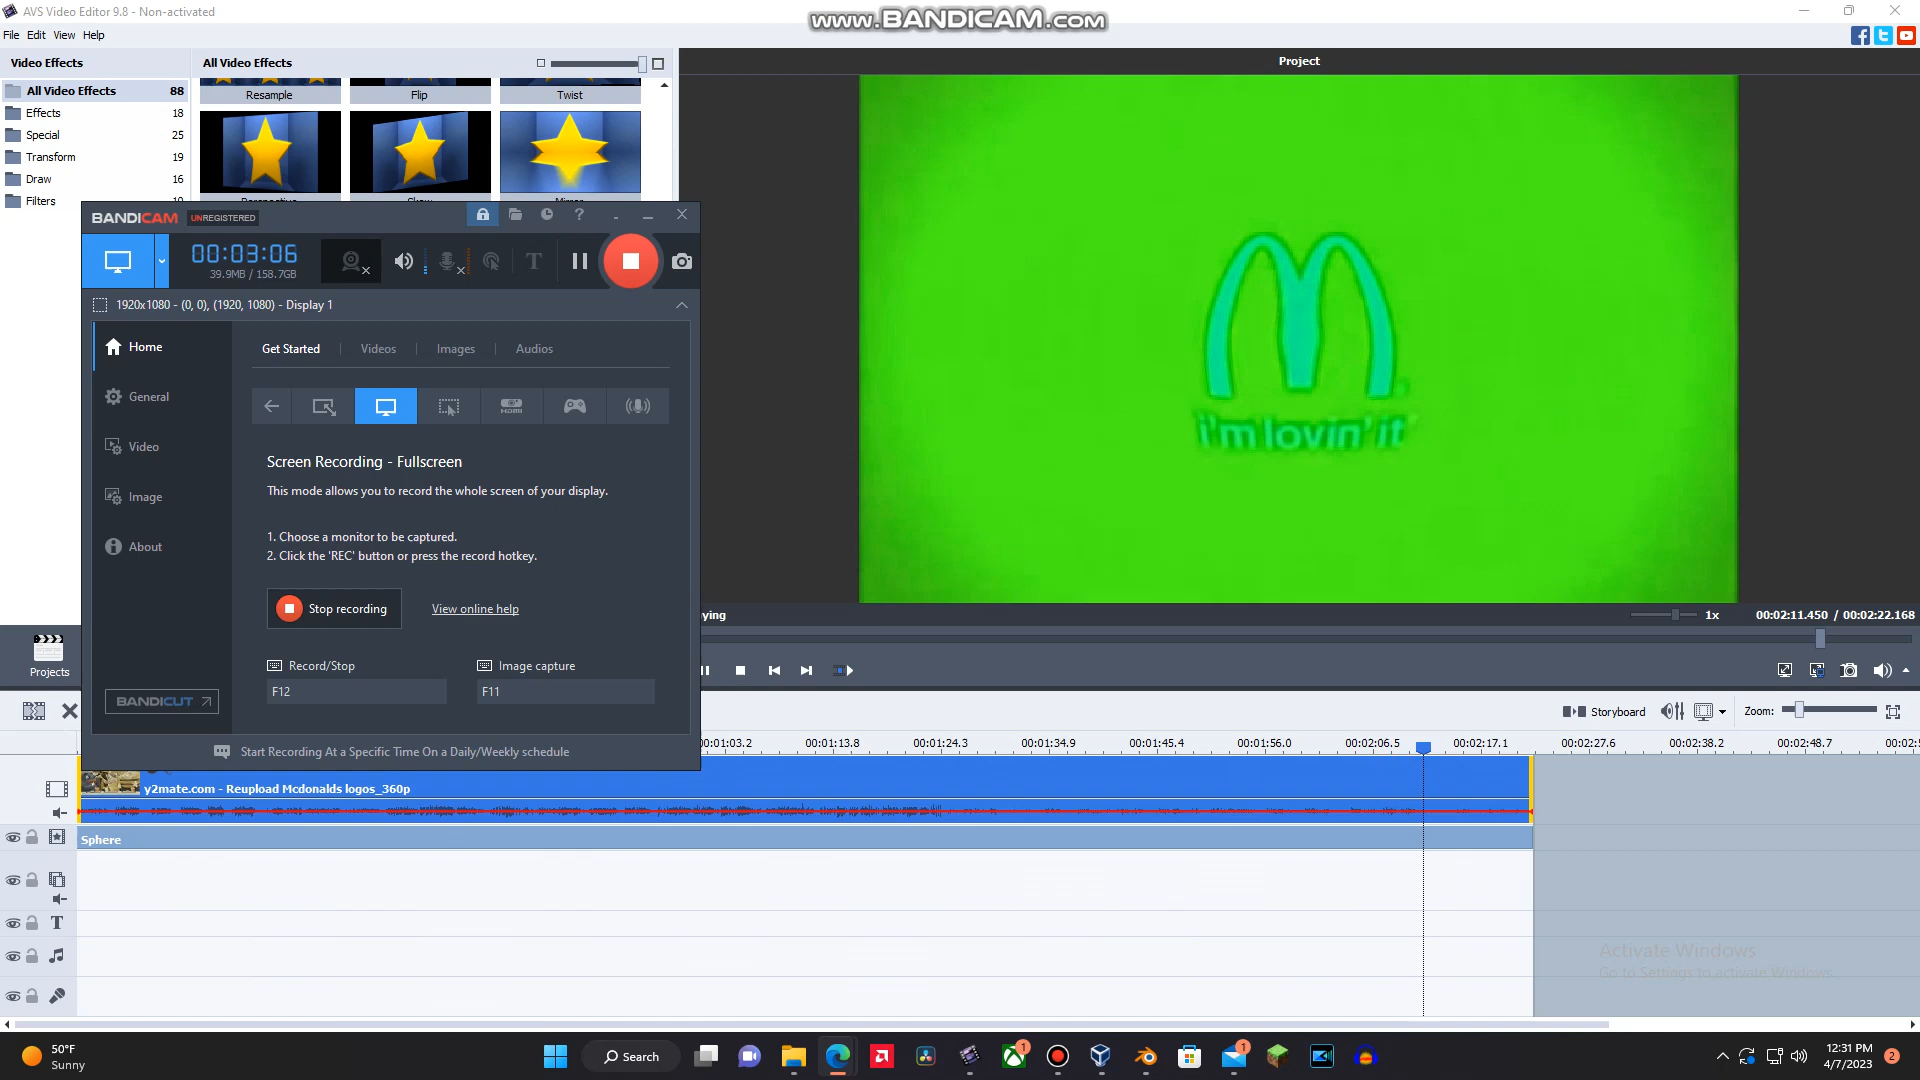 AVS Video Editor 9.8 - Non-activated
www.BANDICAM.com
File Edit View Help
Video Effects
All Video Effects
Project
All Video Effects 88
Effects 18
Special 25
Transform 19
Draw 16
Filters
Resample Flip Twist
BANDICAM UNREGISTERED
00:03:06
39.9MB / 158.7GB
1920x1080 - (0, 0), (1920, 1080) - Display 1
Home
General
Video
Image
About
BANDICUT
Get Started Videos Images Audios
HDMI
Screen Recording - Fullscreen
This mode allows you to record the whole screen of your display.
1. Choose a monitor to be captured.
2. Click the 'REC' button or press the record hotkey.
Stop recording View online help
Record/Stop Image capture
F12 F11
Start Recording At a Specific Time On a Daily/Weekly schedule
i'm lovin' it
ying
1x 00:02:11.450 / 00:02:22.168
Projects
Storyboard Zoom:
00:01:03.2 00:01:13.8 00:01:24.3 00:01:34.9 00:01:45.4 00:01:56.0 00:02:06.5 00:02:17.1 00:02:27.6 00:02:38.2 00:02:48.7 00:02:5
y2mate.com - Reupload Mcdonalds logos_360p
Sphere
Activate Windows
Go to Settings to activate Windows.
50°F
Sunny
Search
1
1
12:31 PM
4/7/2023
2